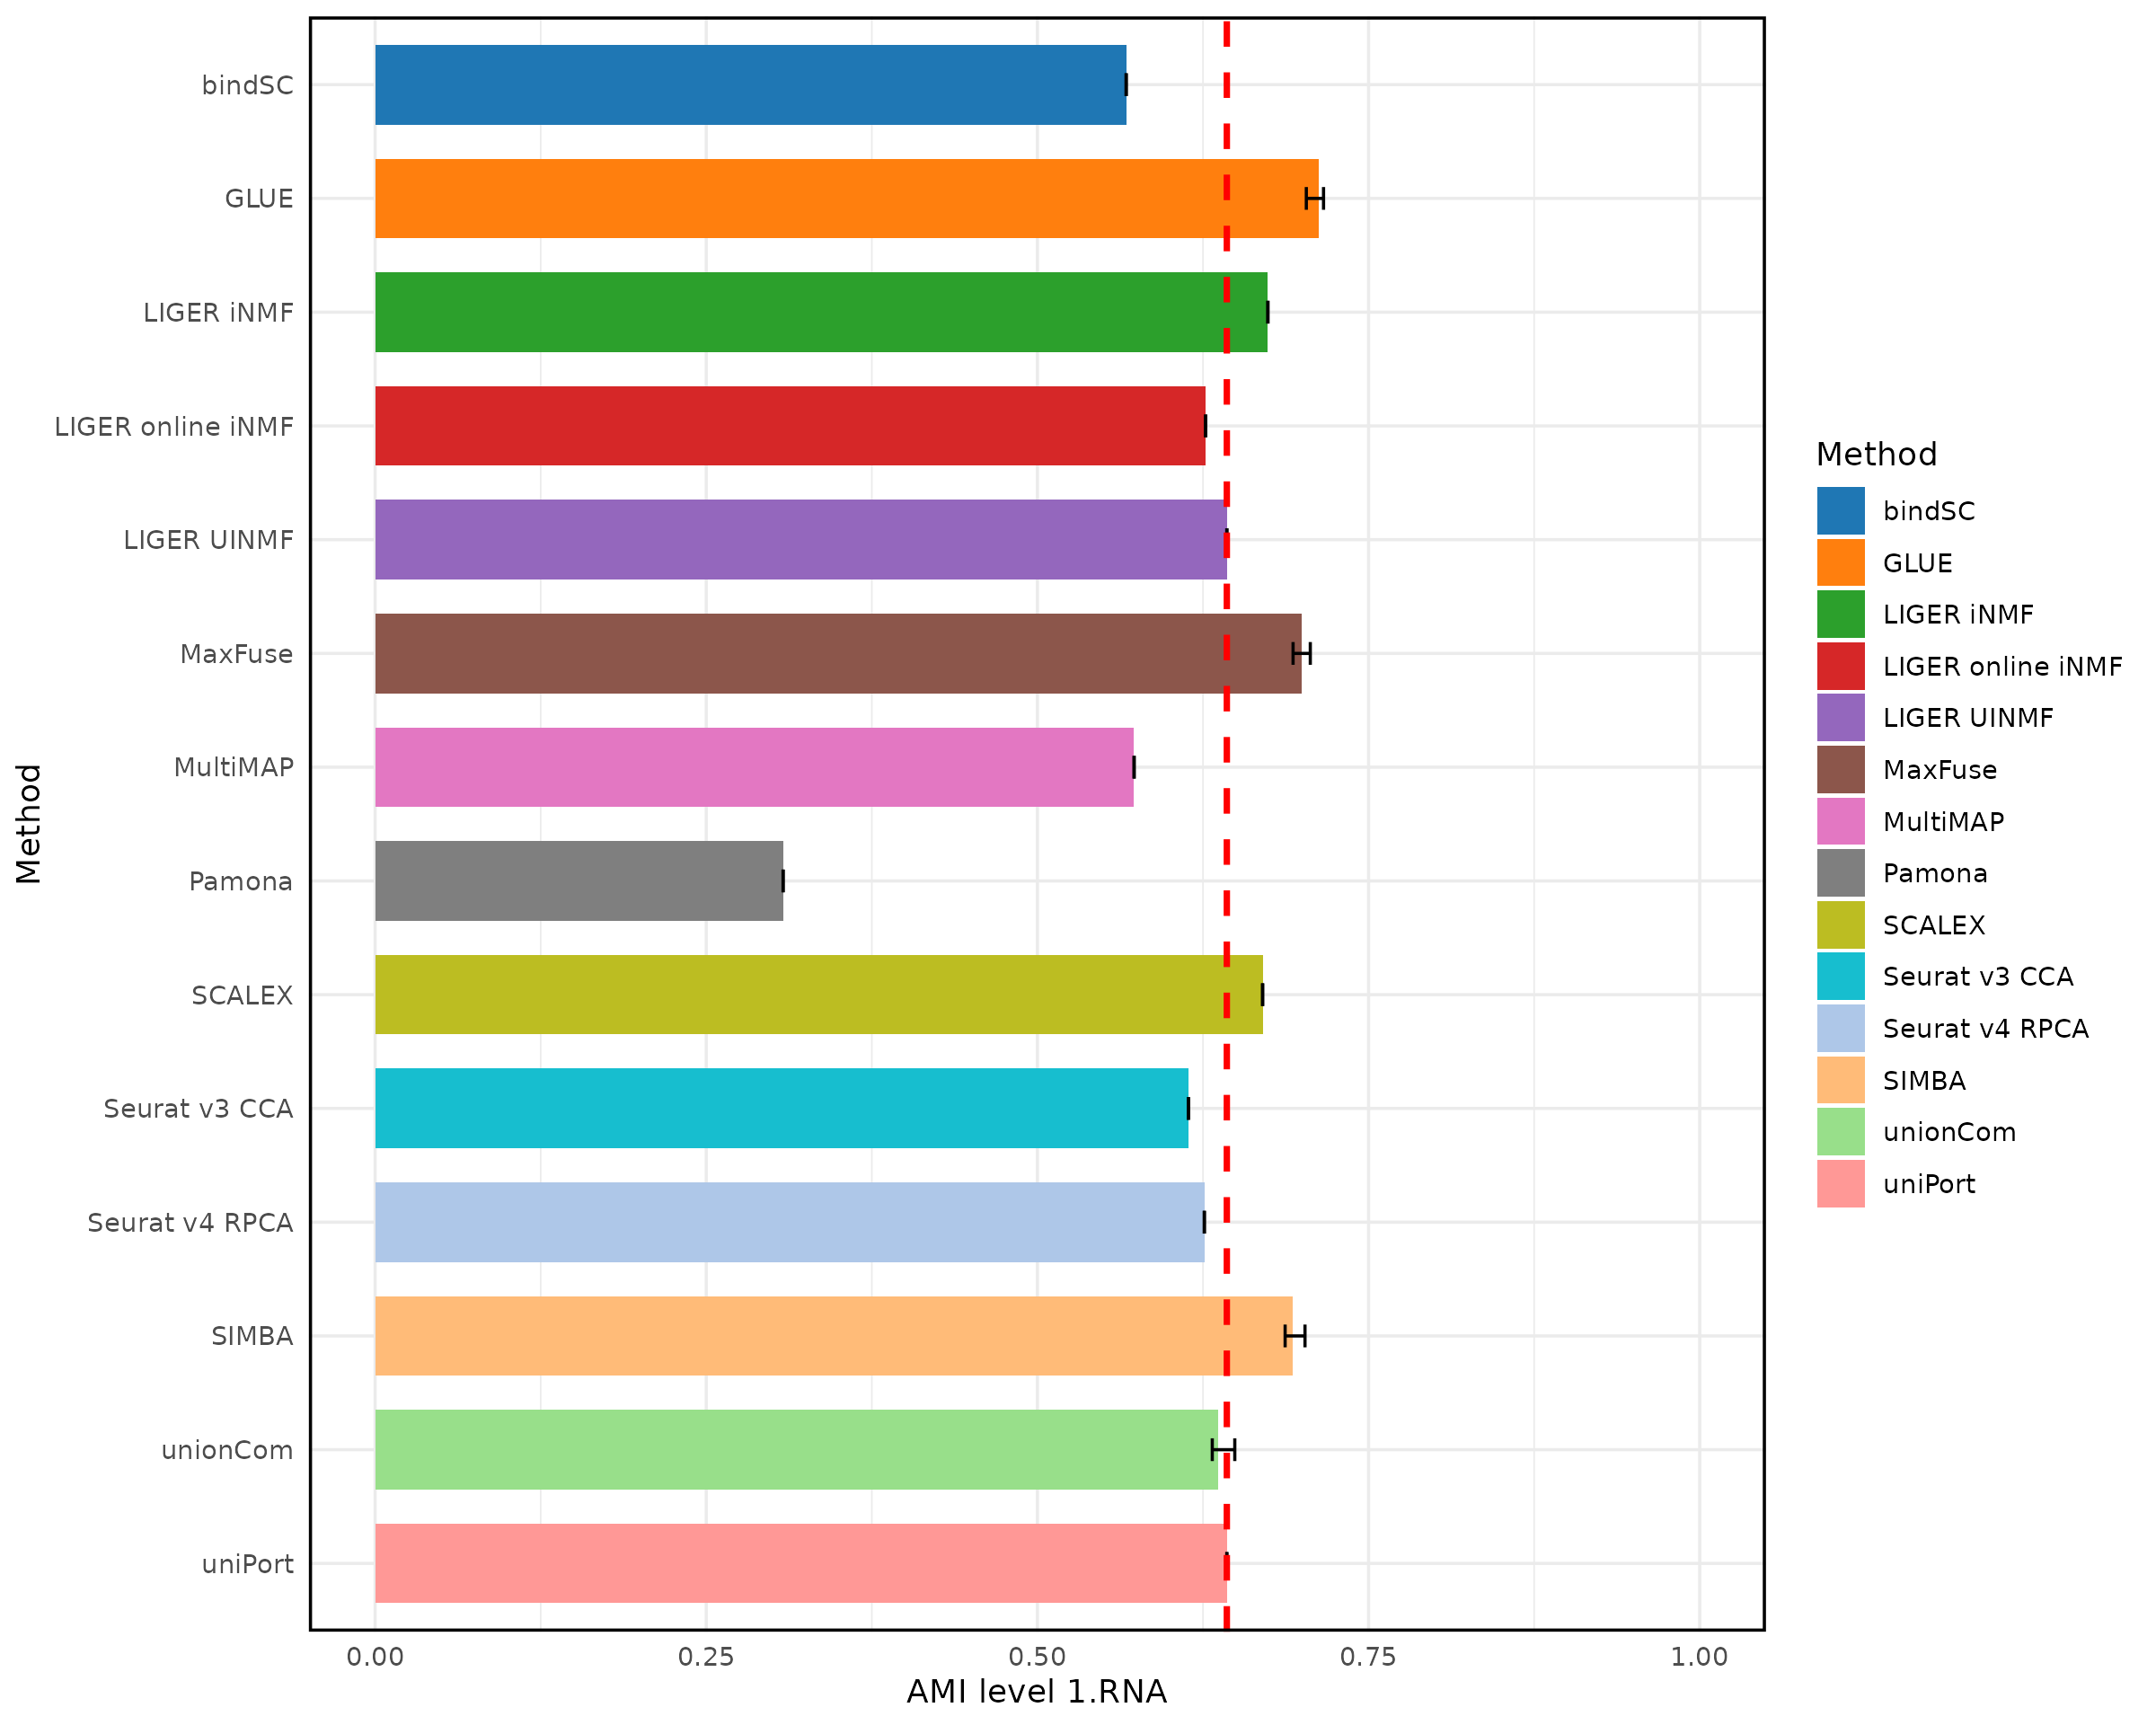 bindSC
GLUE
LIGER iNMF
LIGER online iNMF
LIGER UINMF
MaxFuse
MultiMAP
Pamona
SCALEX
Seurat v3 CCA
Seurat v4 RPCA
SIMBA
unionCom
uniPort
Method
0.00 0.25 0.50 0.75 1.00
AMI level 1.RNA
Method
bindSC
GLUE
LIGER iNMF
LIGER online iNMF
LIGER UINMF
MaxFuse
MultiMAP
Pamona
SCALEX
Seurat v3 CCA
Seurat v4 RPCA
SIMBA
unionCom
uniPort